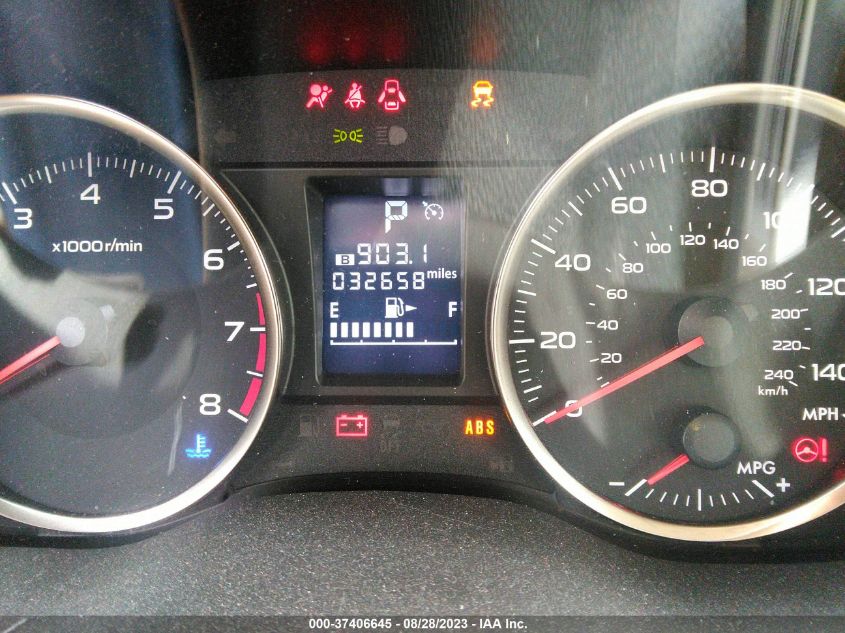 3 4 5 6 7 8
x1000r/min
P
B 903.1
032658 miles
E F
ABS
0 20 40 60 80 120 140
20 40 60 80 100 120 140 160 180 200 220 240
km/h
MPH
MPG
- +
000-37406645 / 08/28/2023 - IAA Inc.